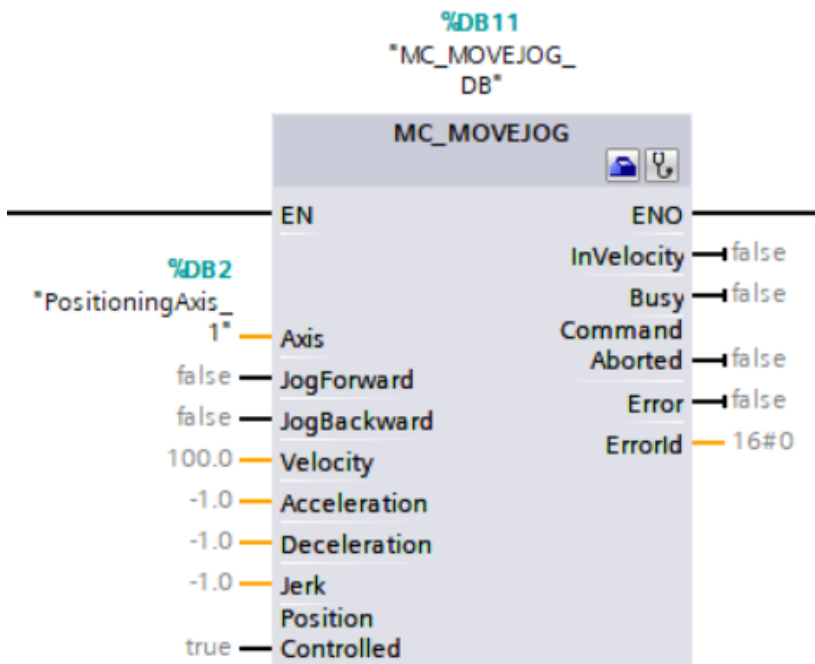 %DB11
"MC_MOVEJOG_
DB"
MC_MOVEJOG
EN ENO
InVelocity false
%DB2
"PositioningAxis_
1" Axis
Busy false
Command
Aborted false
false JogForward
Error false
false JogBackward
ErrorId 16#0
100.0 Velocity
-1.0 Acceleration
-1.0 Deceleration
-1.0 Jerk
Position
true Controlled